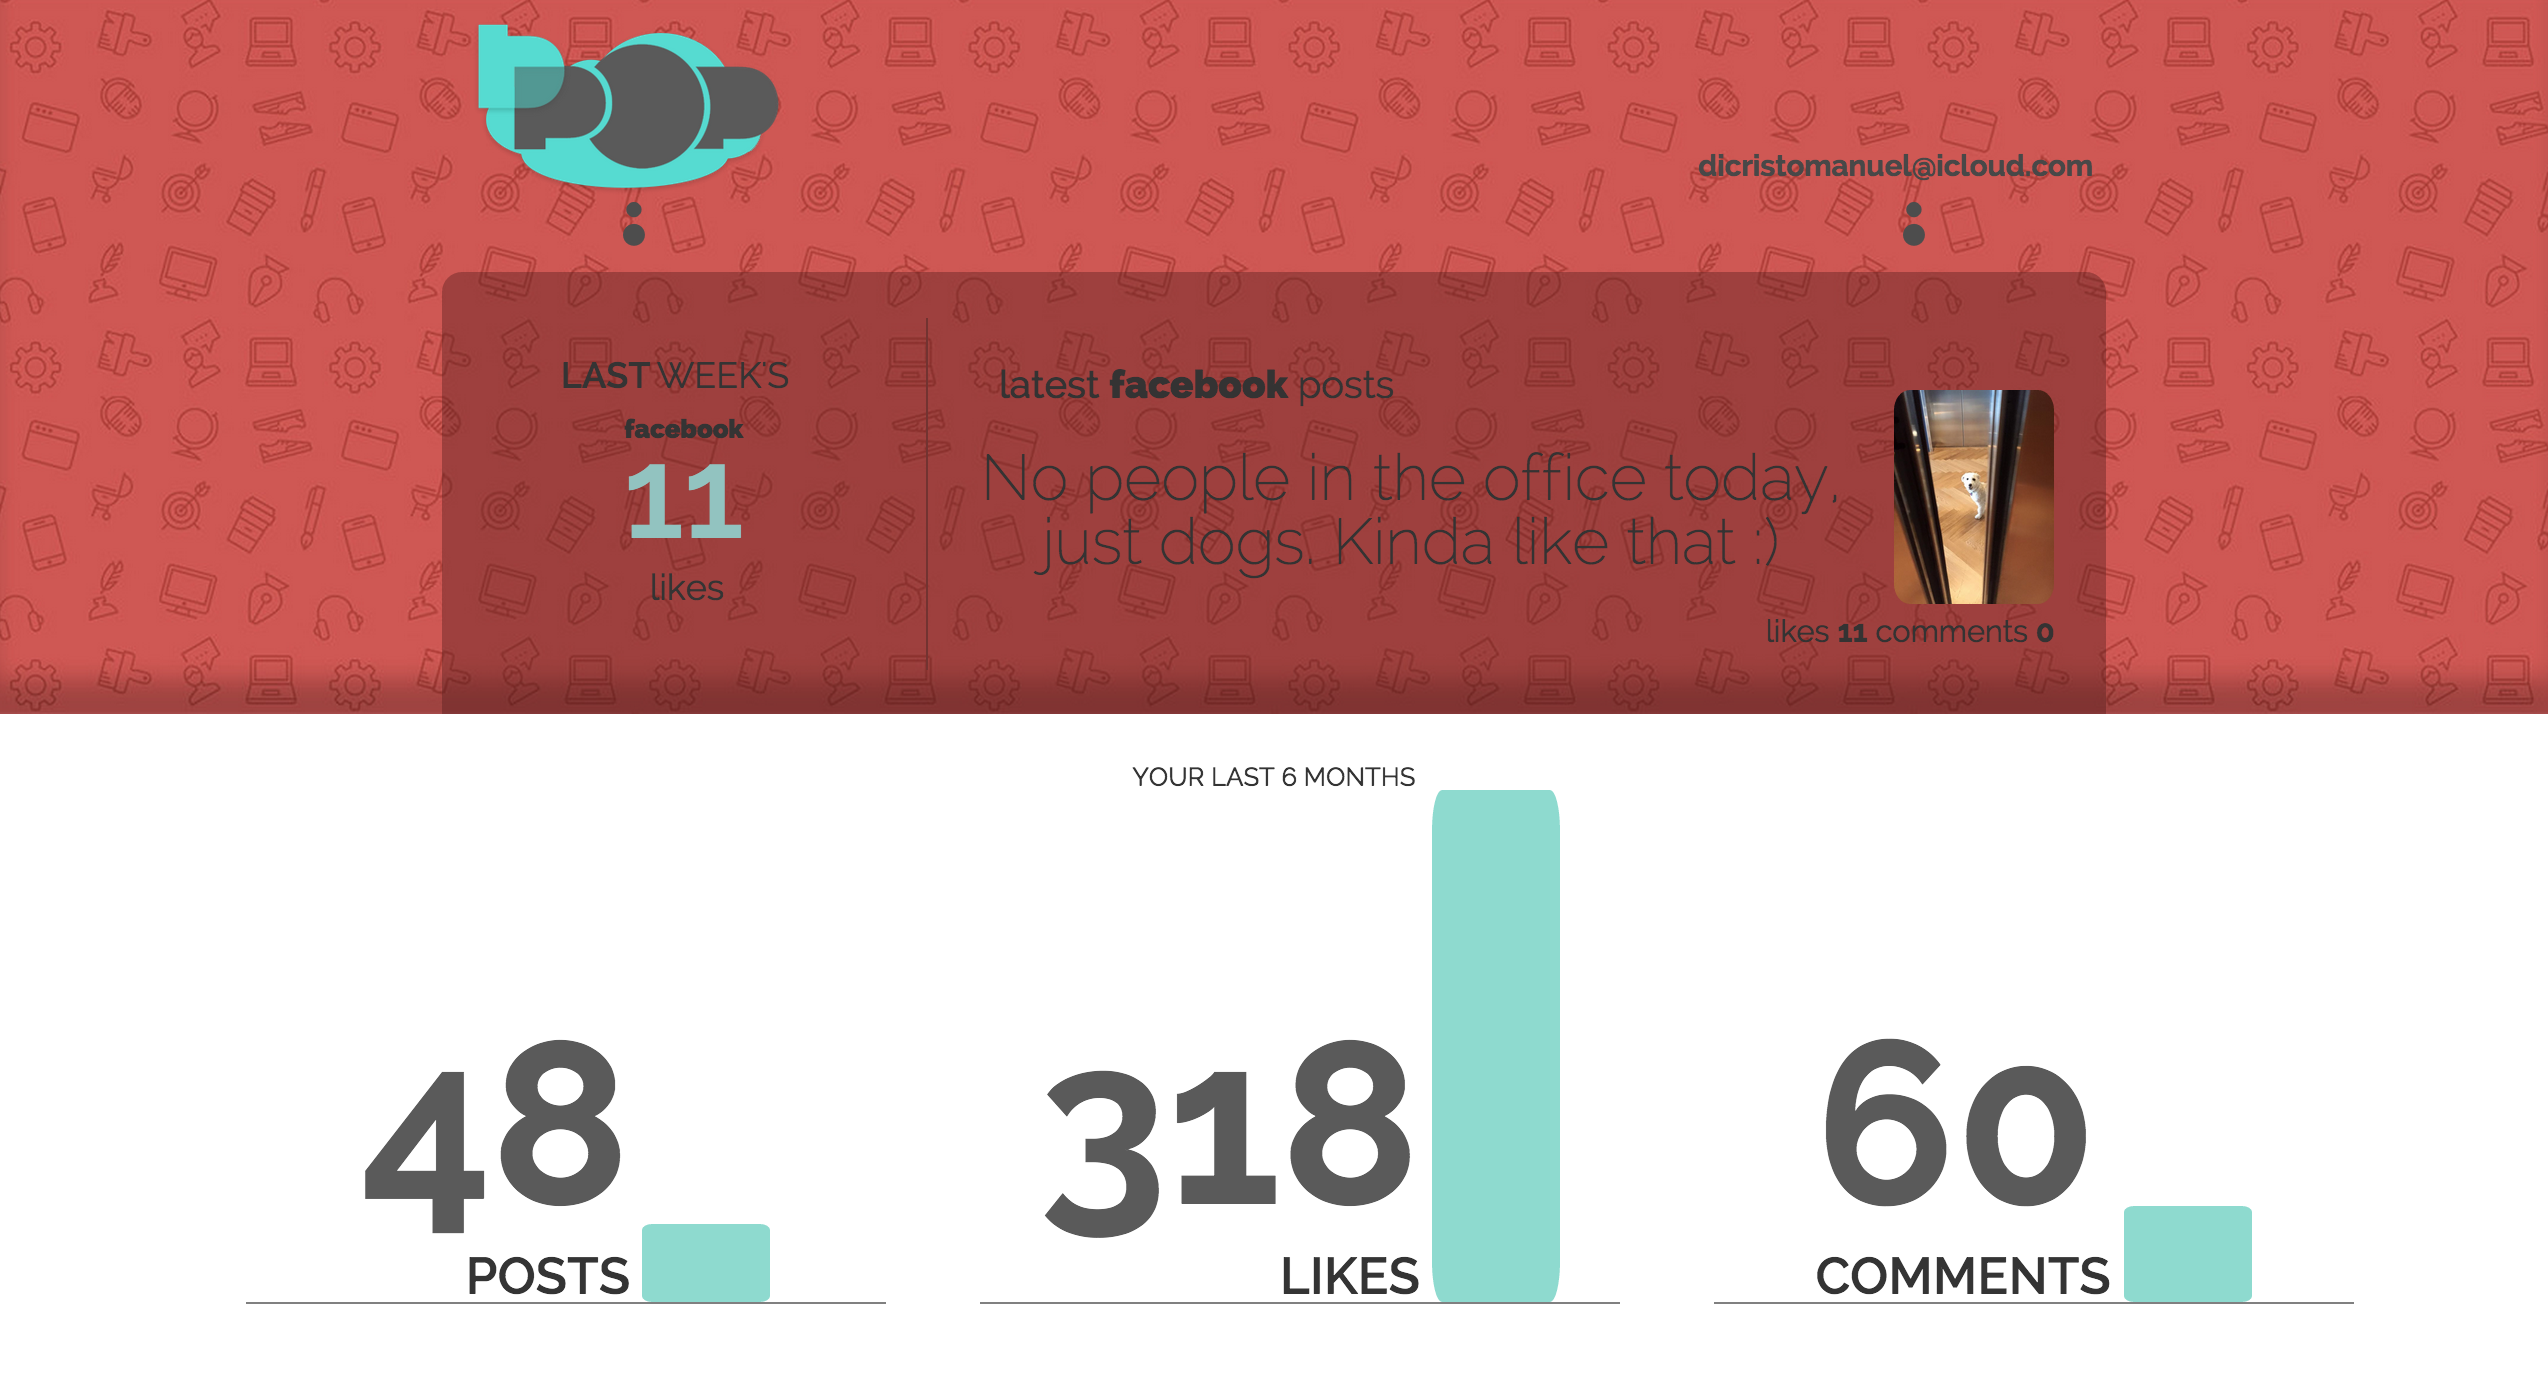 pop
dicristomanuel@icloud.com
LAST WEEK'S
facebook
11
likes
latest facebook posts
No people in the office today,
just dogs. Kinda like that :)
likes 11 comments 0
YOUR LAST 6 MONTHS
48
POSTS
318
LIKES
60
COMMENTS